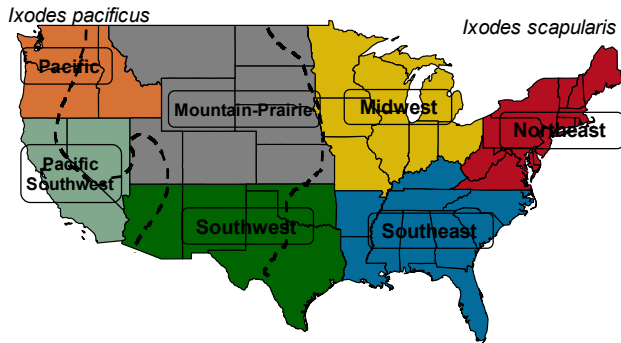 Ixodes pacificus
Ixodes scapularis
Pacific
Mountain-Prairie
Midwest
Northeast
Pacific
Southwest
Southwest
Southeast